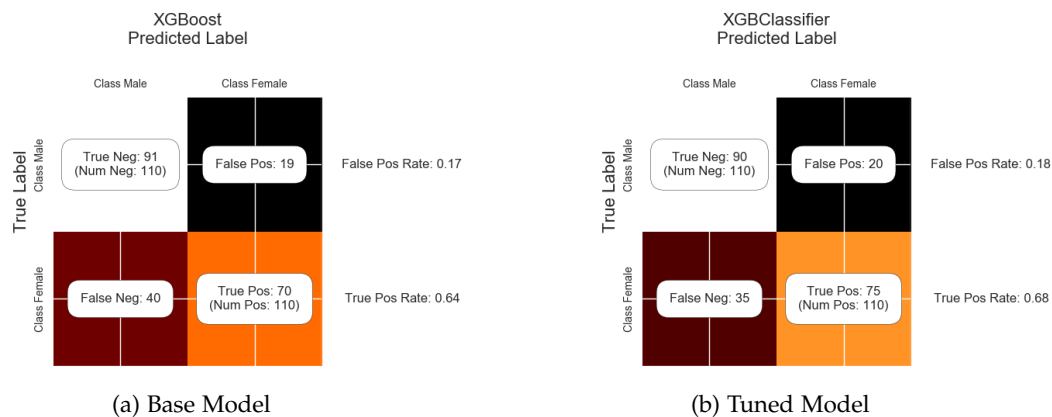 XGBoost
Predicted Label
Class Male
Class Female
True Label
Class Male
Class Female
True Neg: 91
(Num Neg: 110)
False Pos: 19
False Pos Rate: 0.17
False Neg: 40
True Pos: 70
(Num Pos: 110)
True Pos Rate: 0.64
(a) Base Model
XGBClassifier
Predicted Label
Class Male
Class Female
True Label
Class Male
Class Female
True Neg: 90
(Num Neg: 110)
False Pos: 20
False Pos Rate: 0.18
False Neg: 35
True Pos: 75
(Num Pos: 110)
True Pos Rate: 0.68
(b) Tuned Model